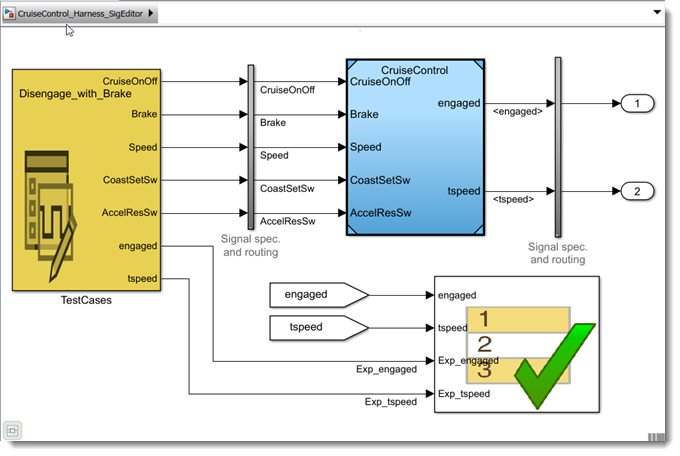 CruiseControl_Harness_SigEditor
Disengage_with_Brake
CruiseOnOff
Brake
Speed
CoastSetSw
AccelResSw
engaged
tspeed
TestCases
CruiseOnOff
Brake
Speed
CoastSetSw
AccelResSw
Signal spec.
and routing
CruiseControl
CruiseOnOff
Brake
Speed
CoastSetSw
AccelResSw
engaged
tspeed
<engaged>
<tspeed>
Signal spec.
and routing
1
2
engaged
tspeed
Exp_engaged
Exp_tspeed
engaged
tspeed
Exp_engaged
Exp_tspeed
1
2
3